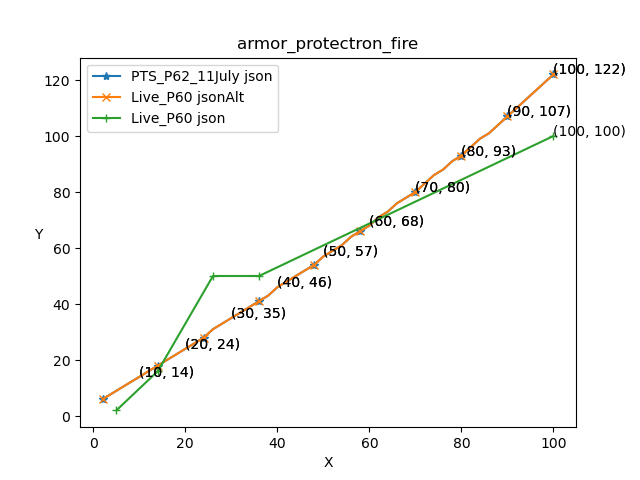 armor_protectron_fire
PTS_P62_11July json
Live_P60 jsonAlt
Live_P60 json
(100, 122)
(90, 107)
(100, 100)
(80, 93)
(70, 80)
(60, 68)
(50, 57)
(40, 46)
(30, 35)
(20, 24)
(10, 14)
120
100
80
60
40
20
0
Y
0 20 40 60 80 100
X